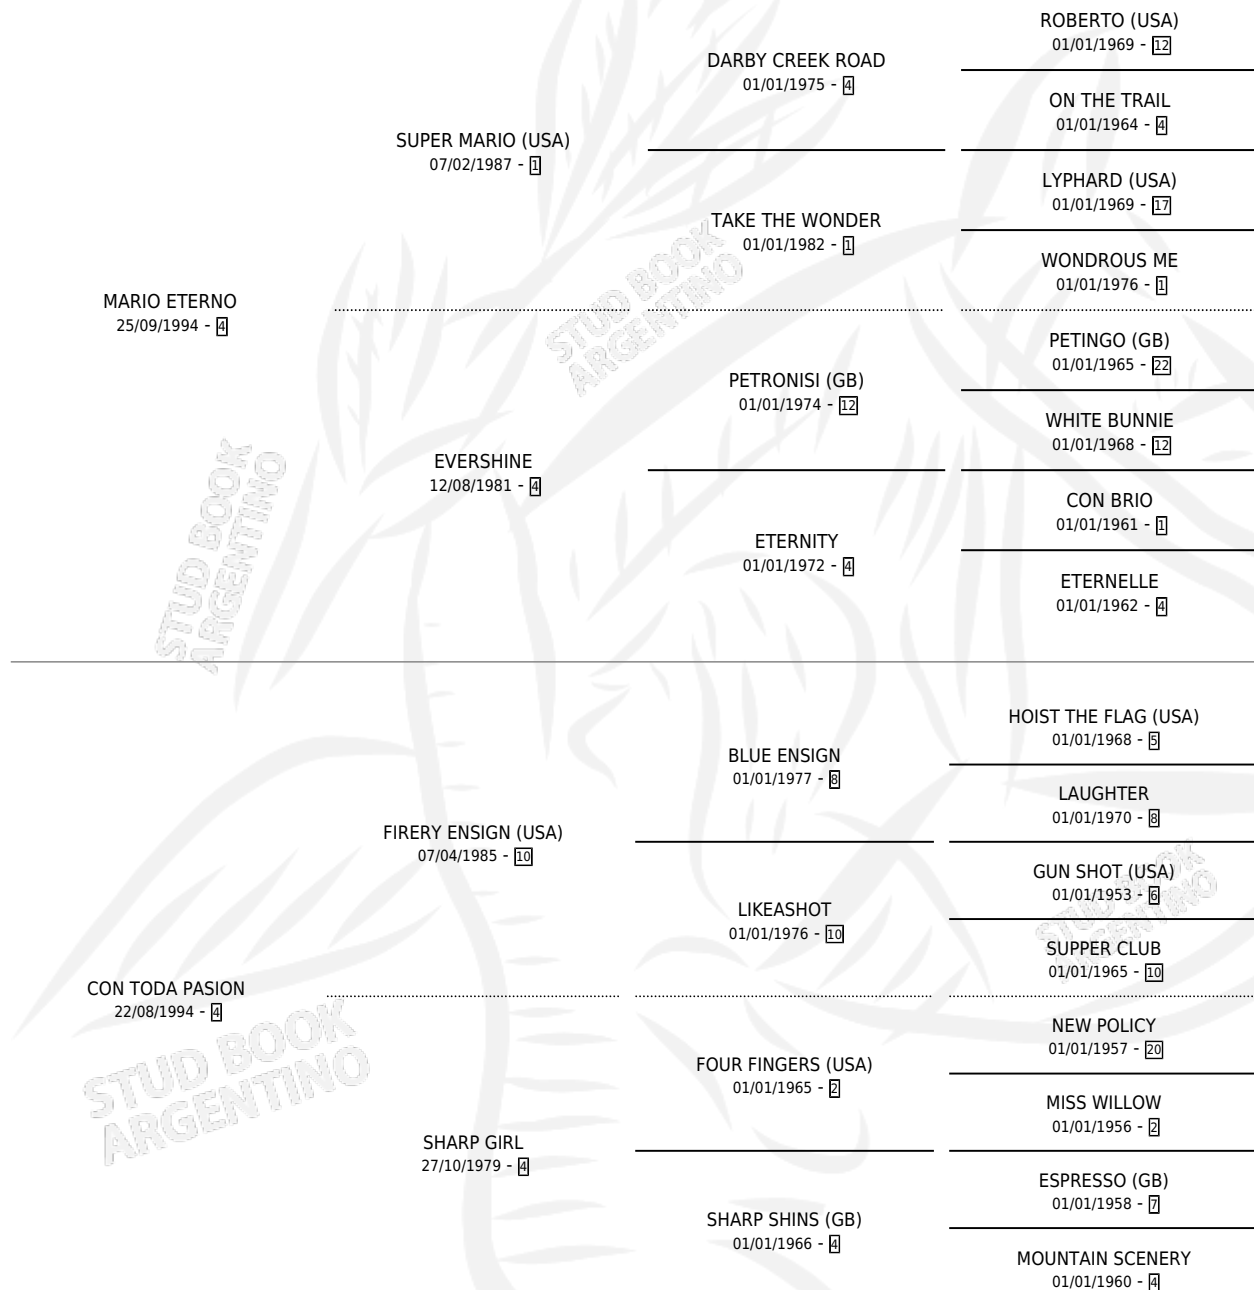 ROBERTO (USA)
01/01/1969 - 12
DARBY CREEK ROAD
01/01/1975 - 4
ON THE TRAIL
01/01/1964 - 4
SUPER MARIO (USA)
07/02/1987 - 1
LYPHARD (USA)
01/01/1969 - 17
TAKE THE WONDER
01/01/1982 - 1
WONDROUS ME
01/01/1976 - 1
STUD BOOK
ARGENTINO
MARIO ETERNO
25/09/1994 - 4
PETINGO (GB)
01/01/1965 - 22
PETRONISI (GB)
01/01/1974 - 12
WHITE BUNNIE
01/01/1968 - 12
EVERSHINE
12/08/1981 - 4
CON BRIO
01/01/1961 - 1
ETERNITY
01/01/1972 - 4
ETERNELLE
01/01/1962 - 4
STUD BOOK
ARGENTINO
HOIST THE FLAG (USA)
01/01/1968 - 5
BLUE ENSIGN
01/01/1977 - 8
LAUGHTER
01/01/1970 - 8
FIRERY ENSIGN (USA)
07/04/1985 - 10
GUN SHOT (USA)
01/01/1953 - 6
LIKEASHOT
01/01/1976 - 10
SUPPER CLUB
01/01/1965 - 10
STUD BOOK
ARGENTINO
CON TODA PASION
22/08/1994 - 4
NEW POLICY
01/01/1957 - 20
FOUR FINGERS (USA)
01/01/1965 - 2
MISS WILLOW
01/01/1956 - 2
STUD BOOK
ARGENTINO
SHARP GIRL
27/10/1979 - 4
ESPRESSO (GB)
01/01/1958 - 7
SHARP SHINS (GB)
01/01/1966 - 4
MOUNTAIN SCENERY
01/01/1960 - 4